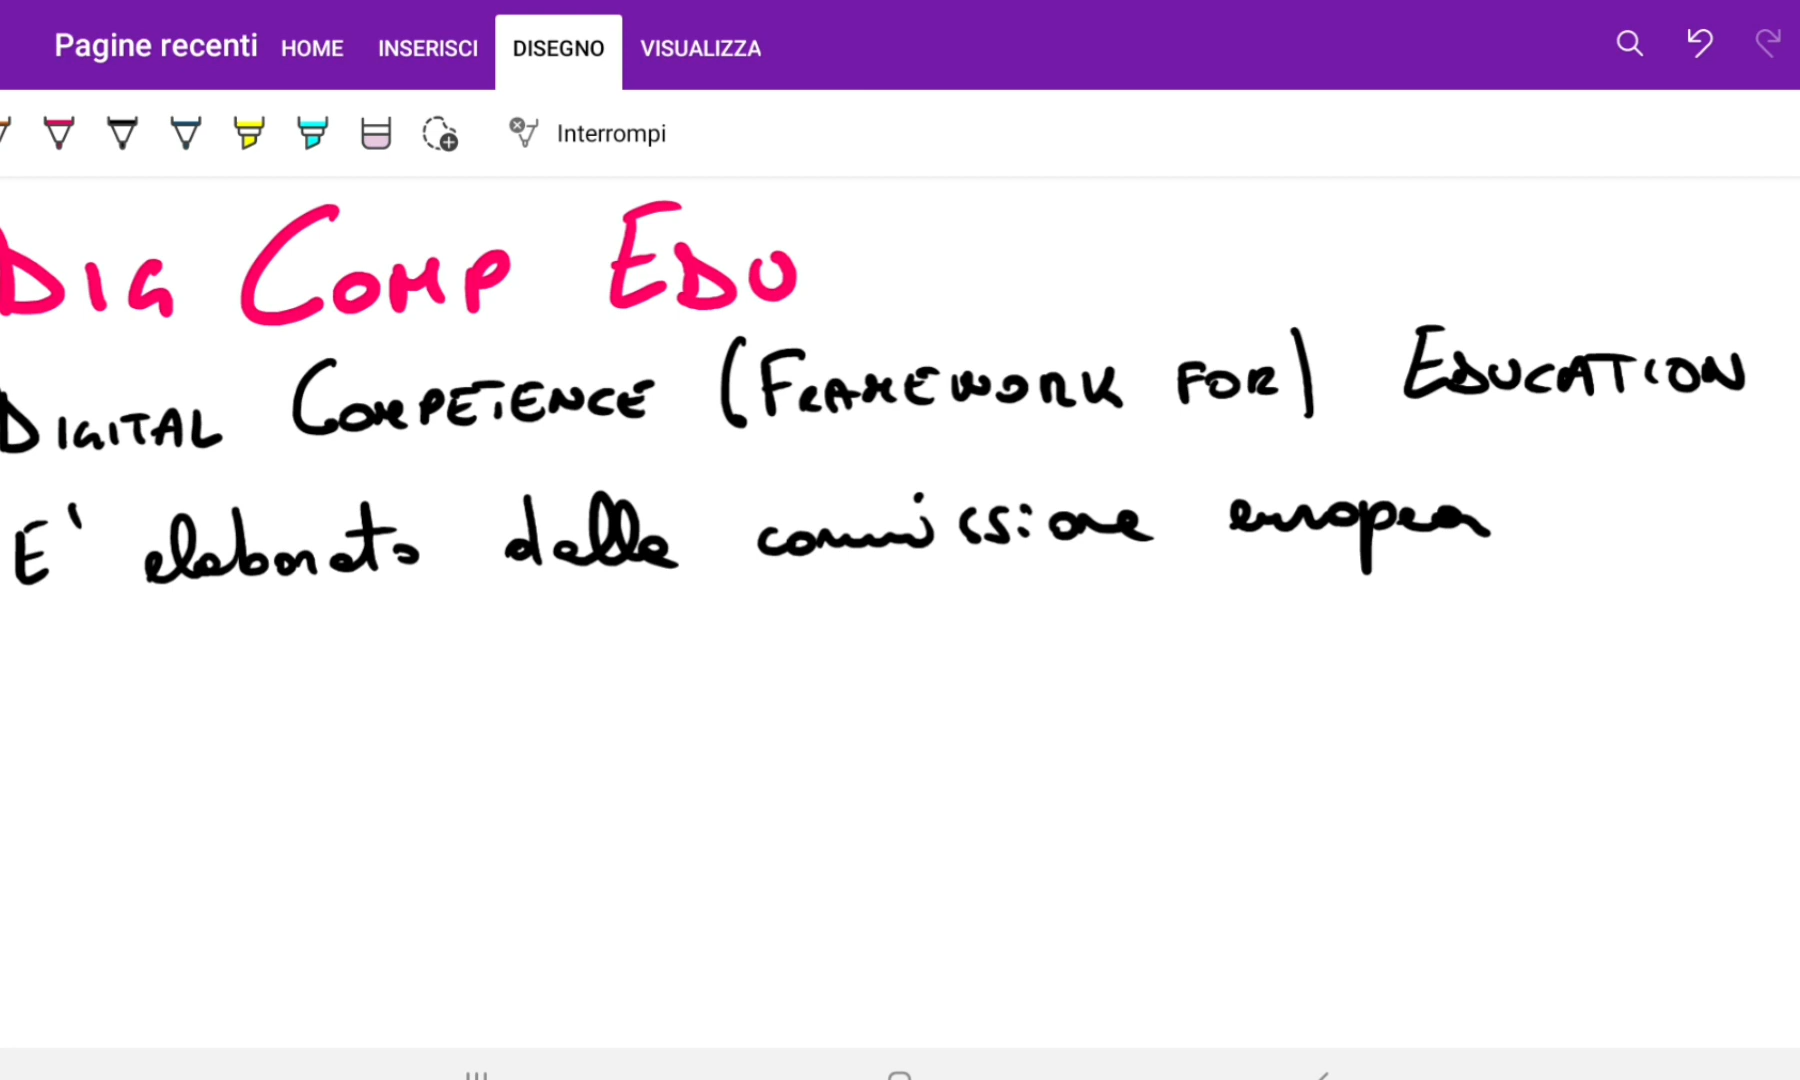 Pagine recenti HOME INSERISCI DISEGNO VISUALIZZA
Interrompi
DIG COMP EDU
DIGITAL COMPETENCE (FRAMEWORK FOR) EDUCATION
E' elaborato dalla commissione europea